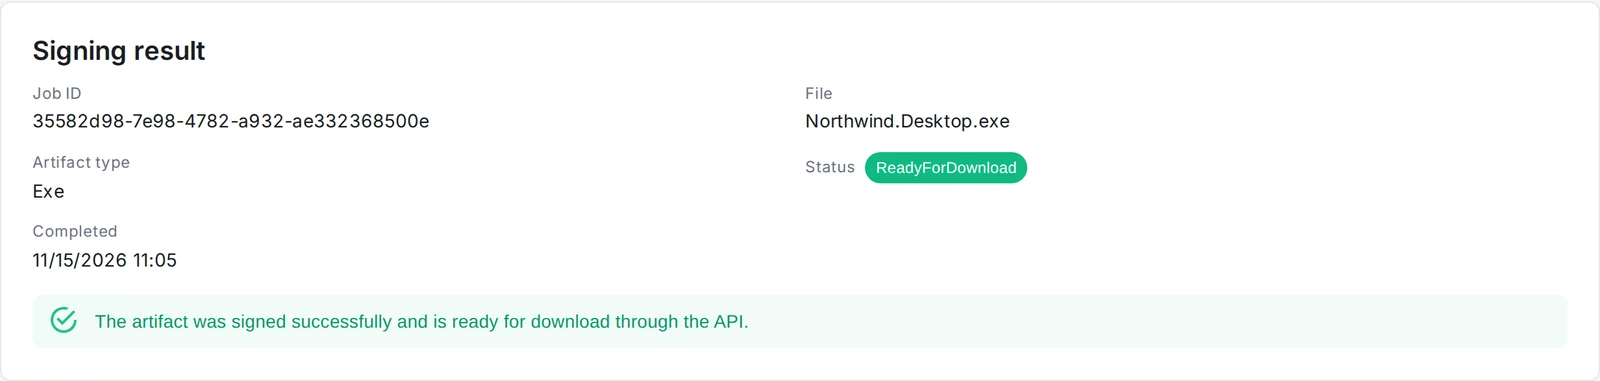 Signing result
Job ID
35582d98-7e98-4782-a932-ae332368500e
File
Northwind.Desktop.exe
Artifact type
Exe
Status ReadyForDownload
Completed
11/15/2026 11:05
The artifact was signed successfully and is ready for download through the API.